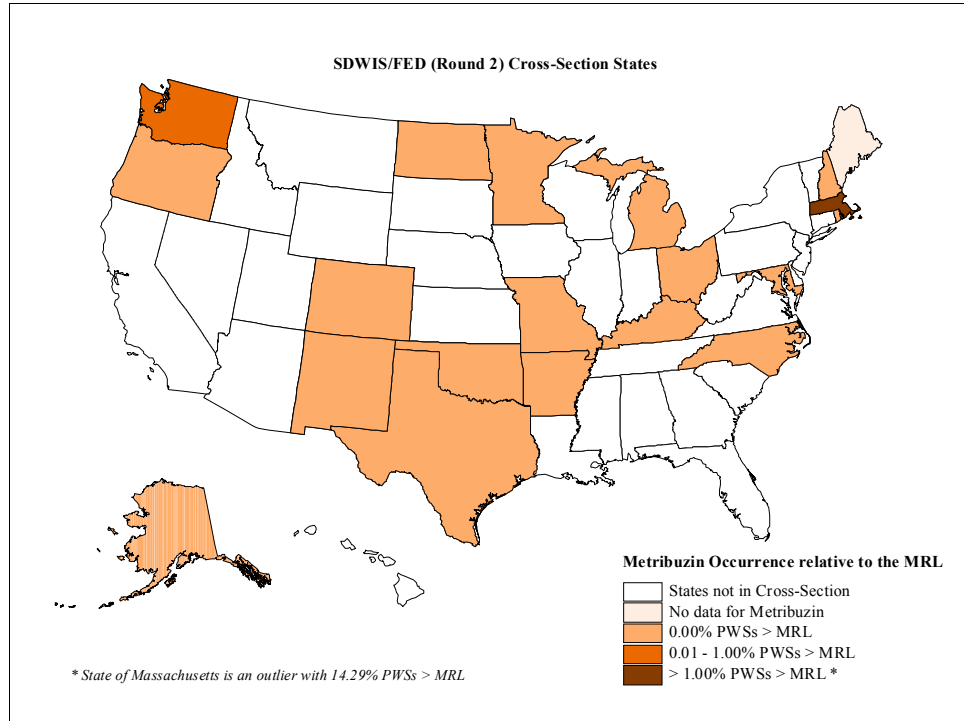 SDWIS/FED (Round 2) Cross-Section States
Metribuzin Occurrence relative to the MRL
States not in Cross-Section
No data for Metribuzin
0.00% PWSs > MRL
0.01 - 1.00% PWSs > MRL
> 1.00% PWSs > MRL *
* State of Massachusetts is an outlier with 14.29% PWSs > MRL